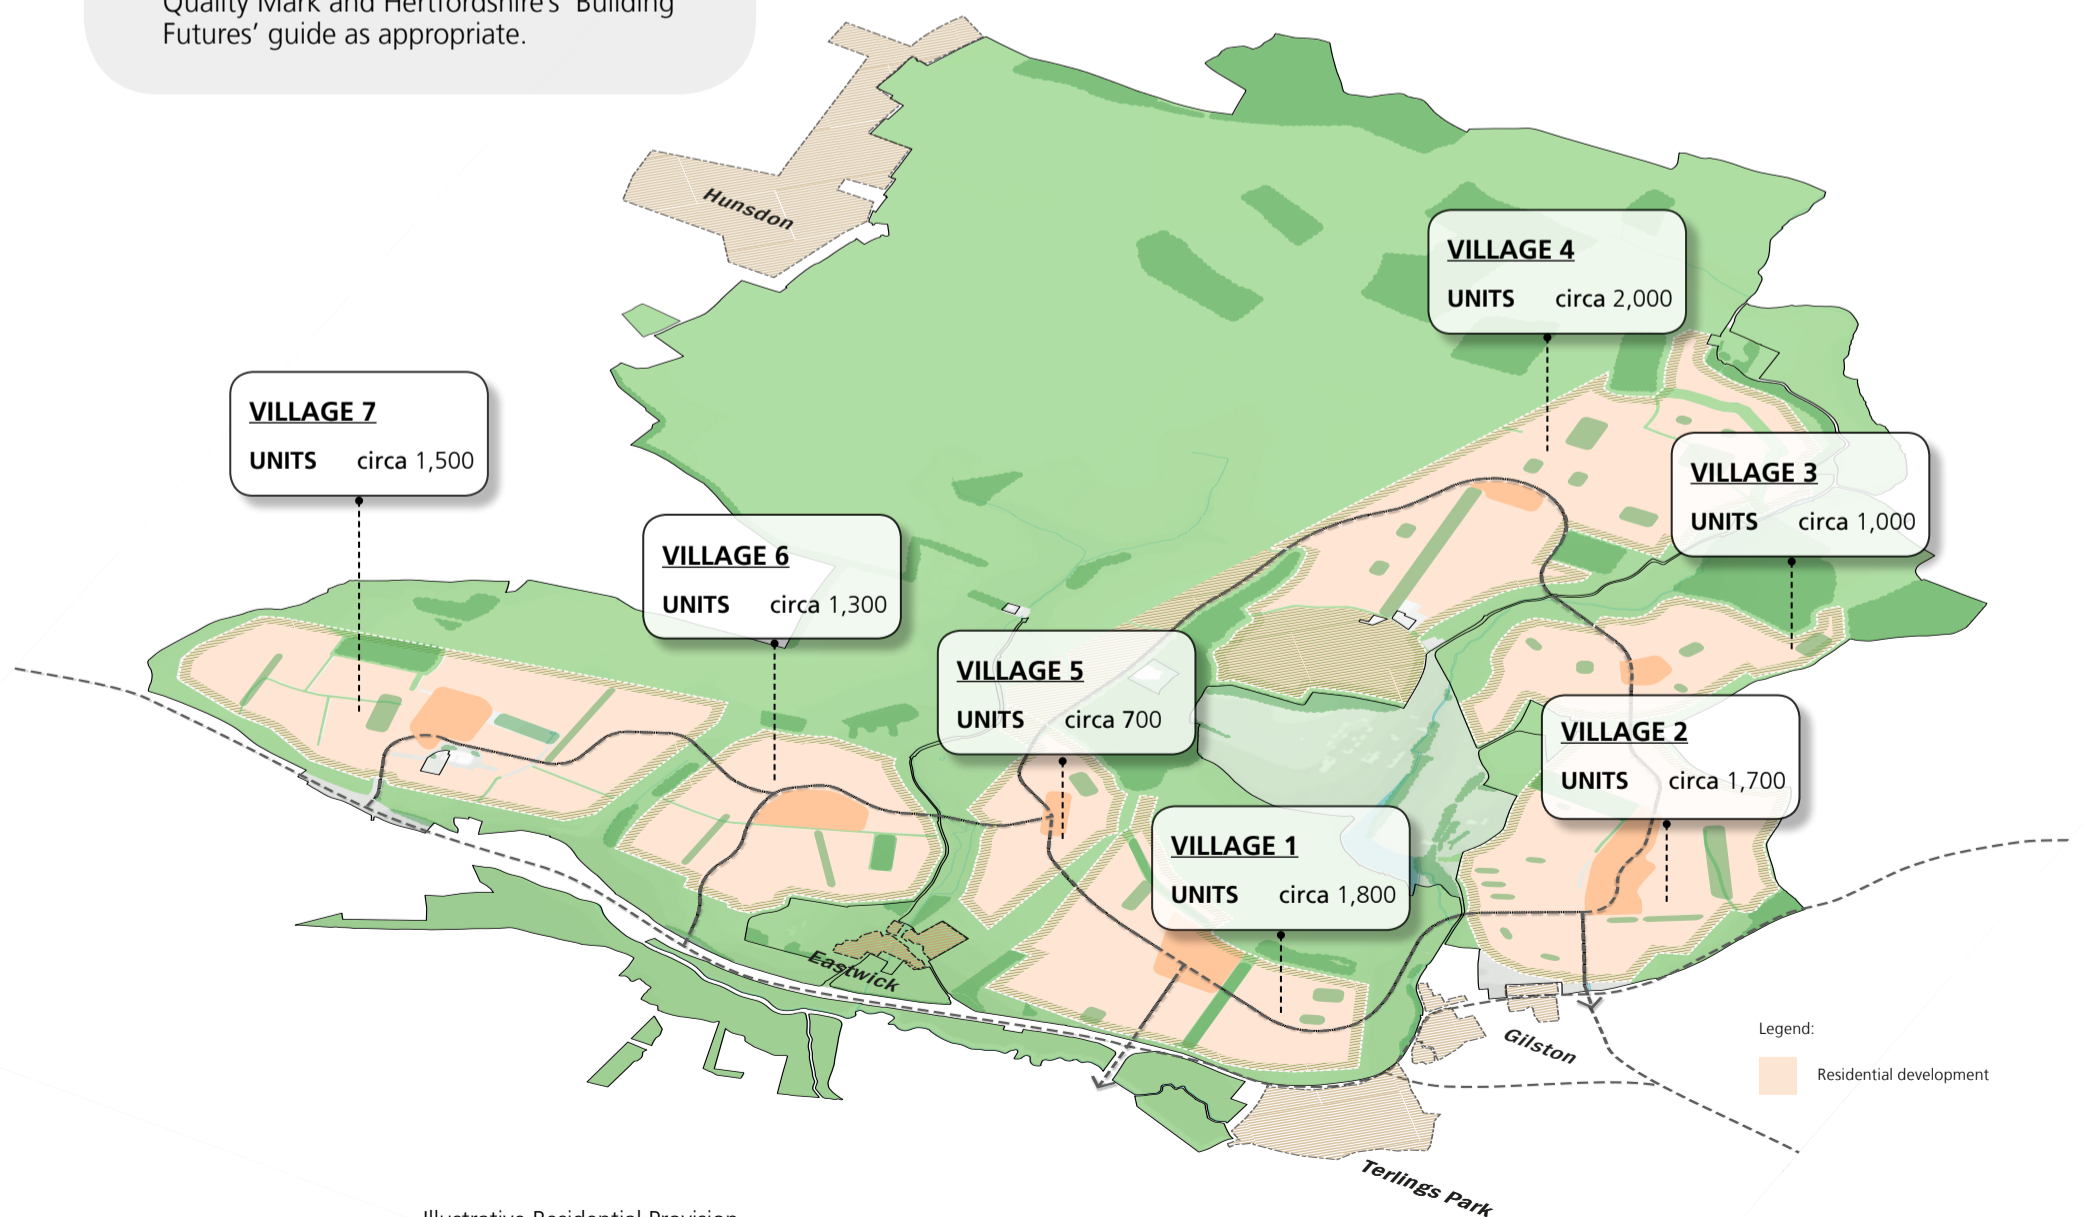 Quality Mark and Hertfordshire's 'Building
Futures' guide as appropriate.
Hunsdon
VILLAGE 4
UNITS circa 2,000
VILLAGE 7
UNITS circa 1,500
VILLAGE 3
UNITS circa 1,000
VILLAGE 6
UNITS circa 1,300
VILLAGE 5
UNITS circa 700
VILLAGE 2
UNITS circa 1,700
VILLAGE 1
UNITS circa 1,800
Eastwick
Gilston
Legend:
Residential development
Terlings Park
Illustrative Residential Provision